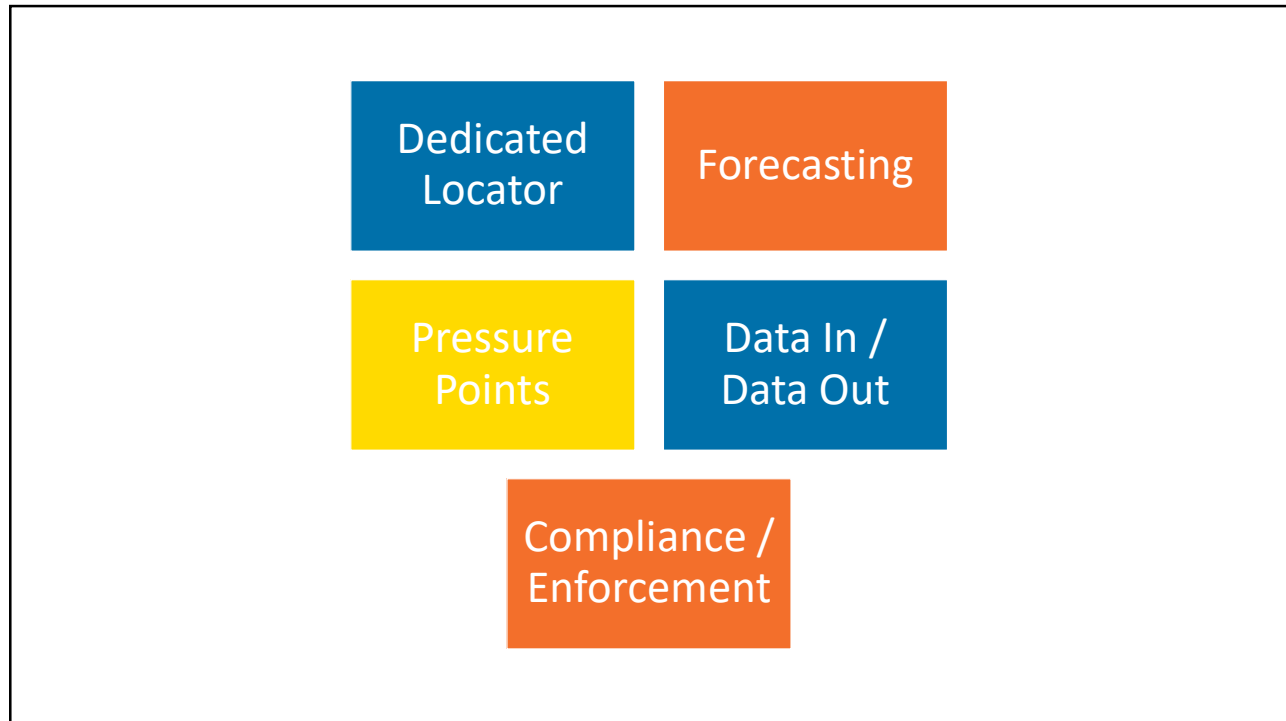 Dedicated
Locator
Forecasting
Pressure
Points
Data In /
Data Out
Compliance /
Enforcement